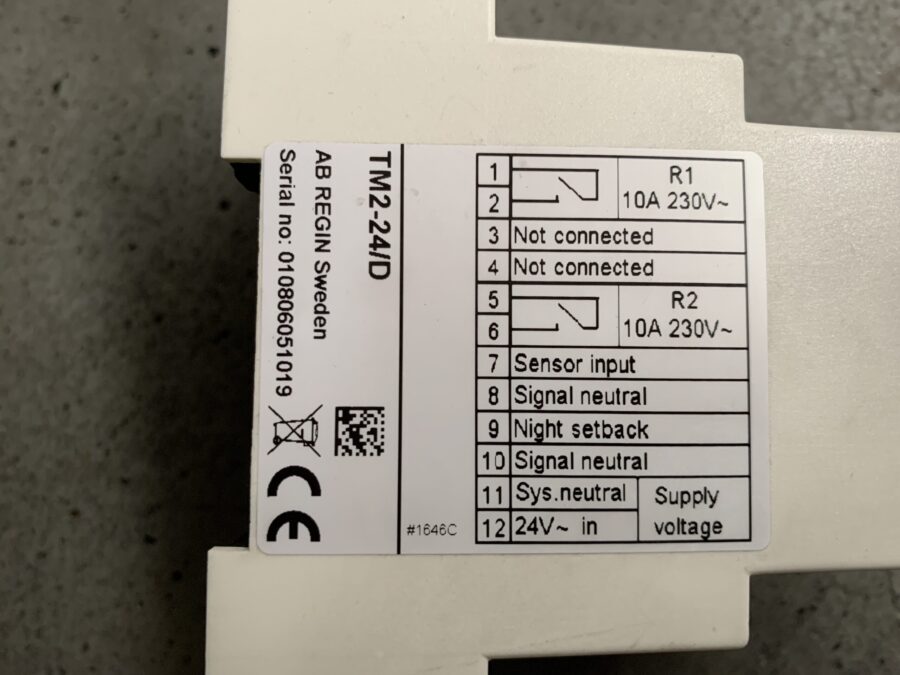 TM2-24/D
AB REGIN Sweden
Serial no: 010806051019
CE
#1646C
1
2
R1
10A 230V~
3 Not connected
4 Not connected
5
6
R2
10A 230V~
7 Sensor input
8 Signal neutral
9 Night setback
10 Signal neutral
11 Sys.neutral
12 24V~ in
Supply
voltage